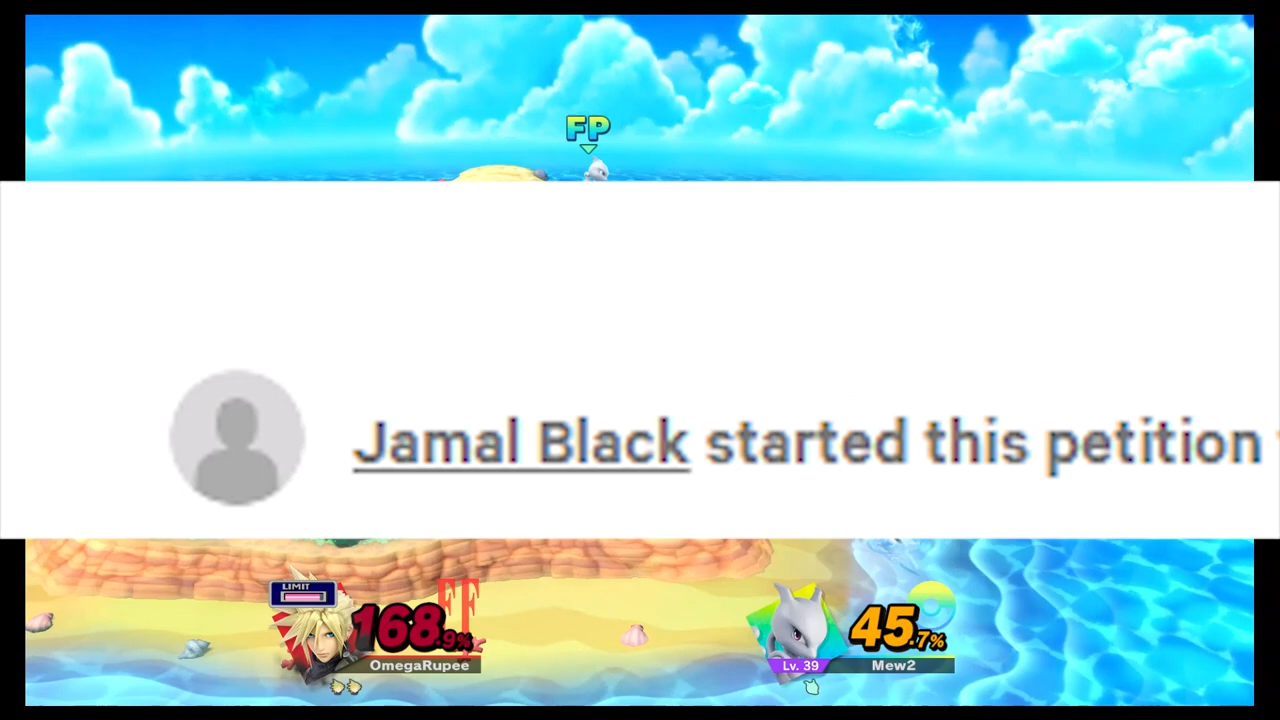 FP
Jamal Black started this petition
LIMIT
168.9%
OmegaRupee
45.7%
Lv. 39
Mew2